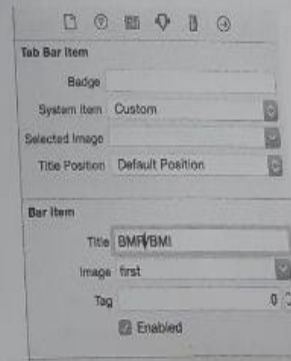 Tab Bar Item
Badge
System Item Custom
Selected Image
Title Position Default Position
Bar Item
Title BMR/BMI
Image first
Tag 0
Enabled